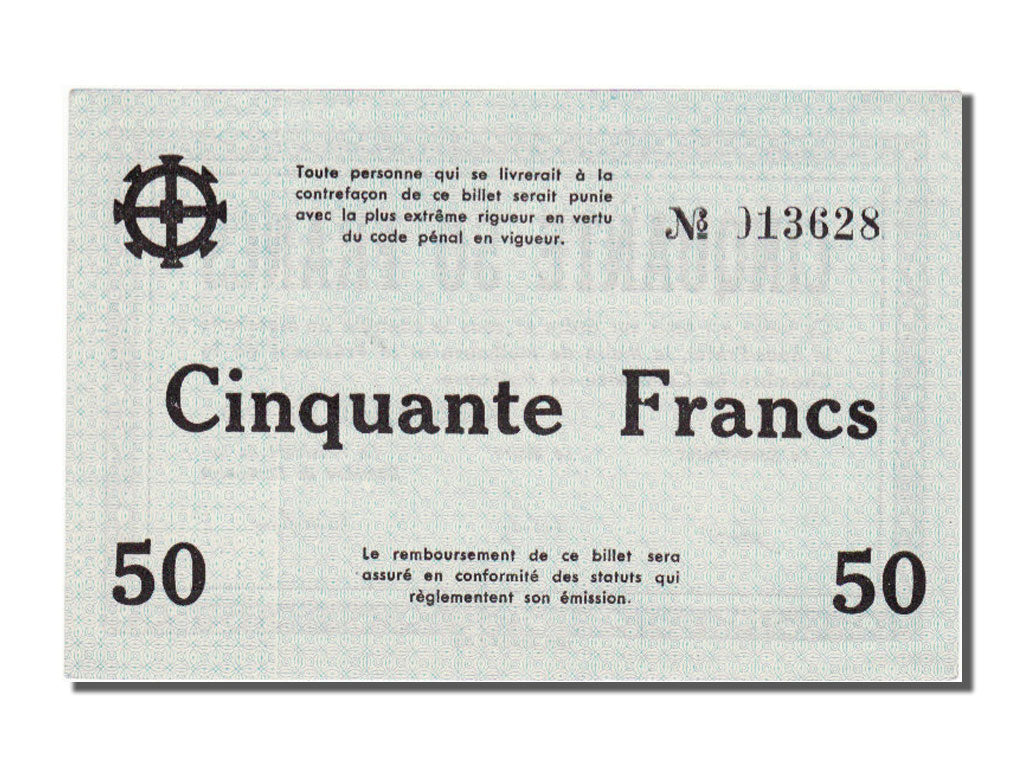 Toute personne qui se livrerait à la
contrefaçon de ce billet serait punie
avec la plus extrême rigueur en vertu
du code pénal en vigueur.
№ 013628
Cinquante Francs
50
Le remboursement de ce billet sera
assuré en conformité des statuts qui
règlementent son émission.
50